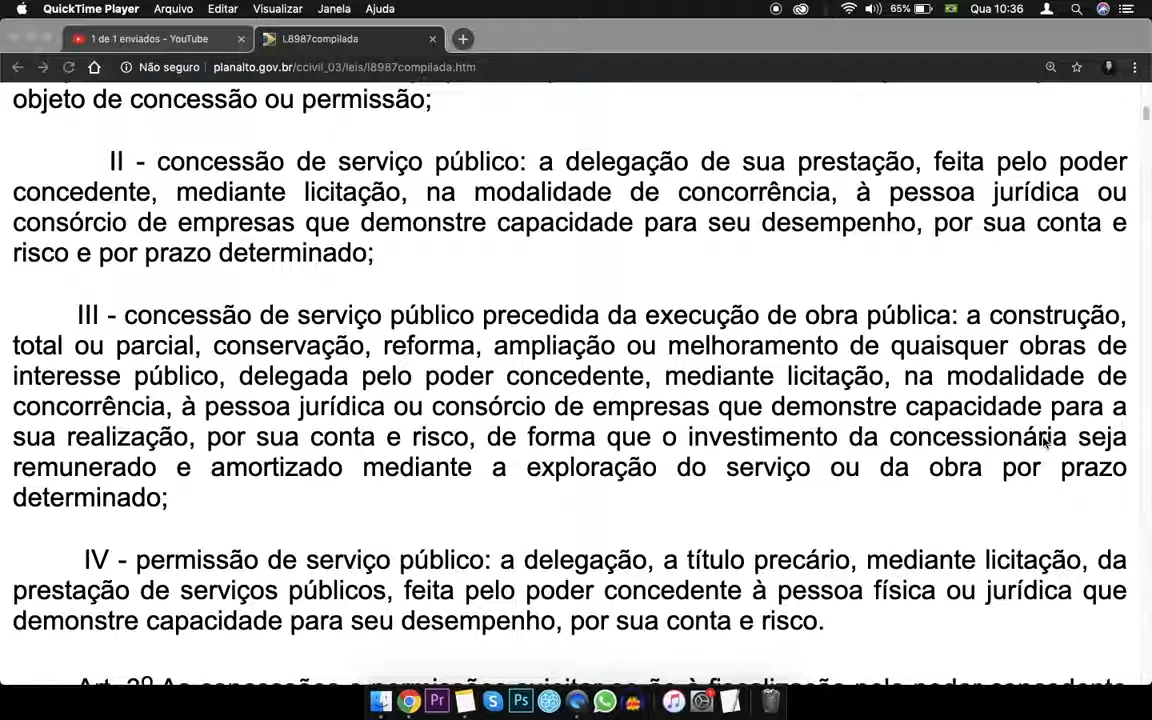 QuickTime Player Arquivo Editar Visualizar Janela Ajuda 65% Qua 10:36
1 de 1 enviados - YouTube L8987compilada
Não seguro planalto.gov.br/ccivil_03/leis/l8987compilada.htm
objeto de concessão ou permissão;
II - concessão de serviço público: a delegação de sua prestação, feita pelo poder
concedente, mediante licitação, na modalidade de concorrência, à pessoa jurídica ou
consórcio de empresas que demonstre capacidade para seu desempenho, por sua conta e
risco e por prazo determinado;
III - concessão de serviço público precedida da execução de obra pública: a construção,
total ou parcial, conservação, reforma, ampliação ou melhoramento de quaisquer obras de
interesse público, delegada pelo poder concedente, mediante licitação, na modalidade de
concorrência, à pessoa jurídica ou consórcio de empresas que demonstre capacidade para a
sua realização, por sua conta e risco, de forma que o investimento da concessionária seja
remunerado e amortizado mediante a exploração do serviço ou da obra por prazo
determinado;
IV - permissão de serviço público: a delegação, a título precário, mediante licitação, da
prestação de serviços públicos, feita pelo poder concedente à pessoa física ou jurídica que
demonstre capacidade para seu desempenho, por sua conta e risco.
Pr Ps